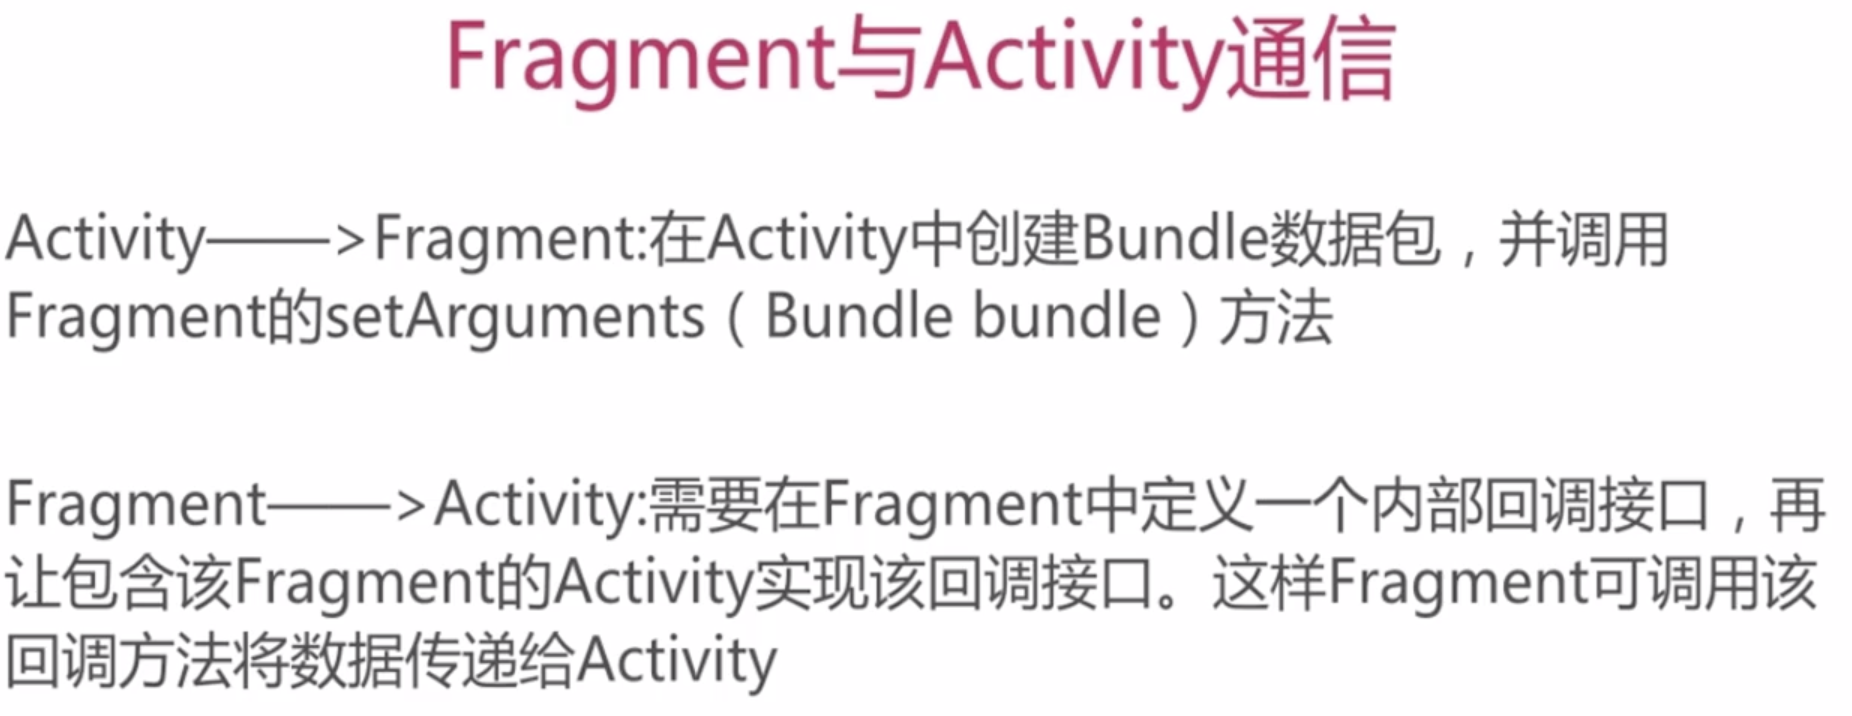 Fragment与Activity通信
Activity——>Fragment:在Activity中创建Bundle数据包，并调用
Fragment的setArguments（Bundle bundle）方法
Fragment——>Activity:需要在Fragment中定义一个内部回调接口，再
让包含该Fragment的Activity实现该回调接口。这样Fragment可调用该
回调方法将数据传递给Activity